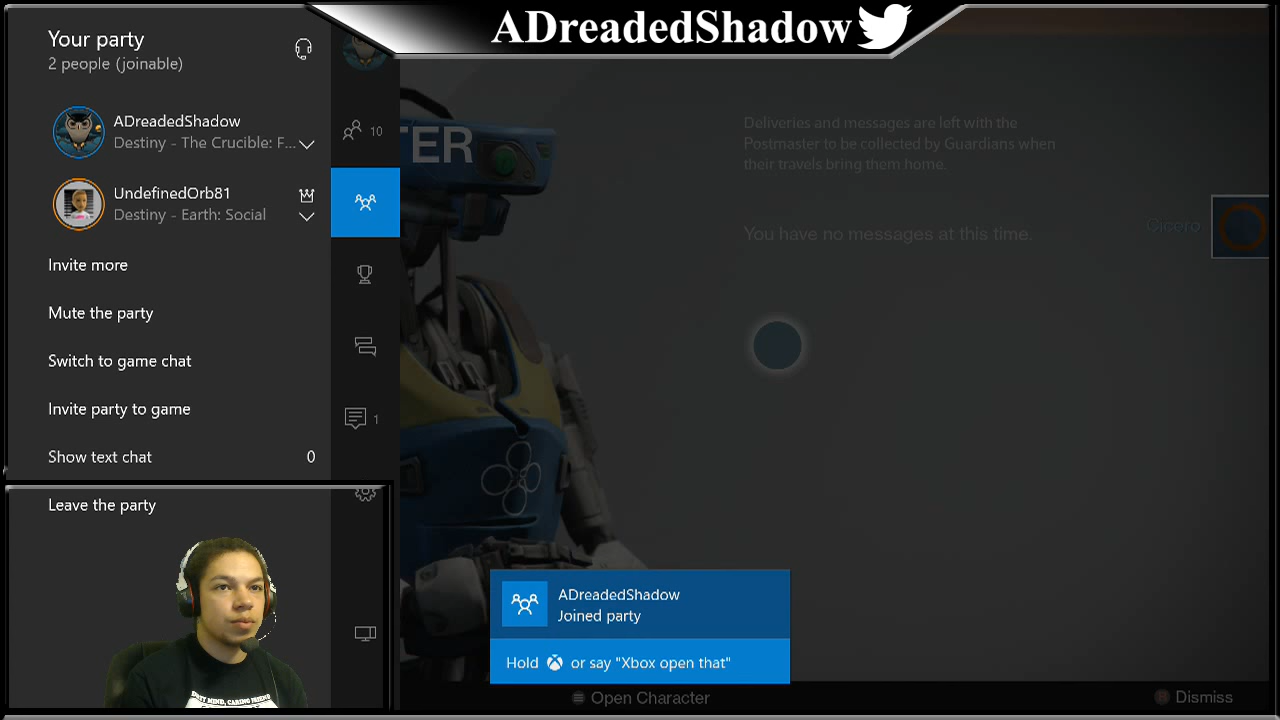 ADreadedShadow
Your party
2 people (joinable)
ADreadedShadow
Destiny - The Crucible: F...
UndefinedOrb81
Destiny - Earth: Social
Invite more
Mute the party
Switch to game chat
Invite party to game
Show text chat 0
Leave the party
10
1
TER
Deliveries and messages are left with the
Postmaster to be collected by Guardians when
their travels bring them home.
You have no messages at this time.
Cicero
ADreadedShadow
Joined party
Hold or say "Xbox open that"
Open Character
B Dismiss